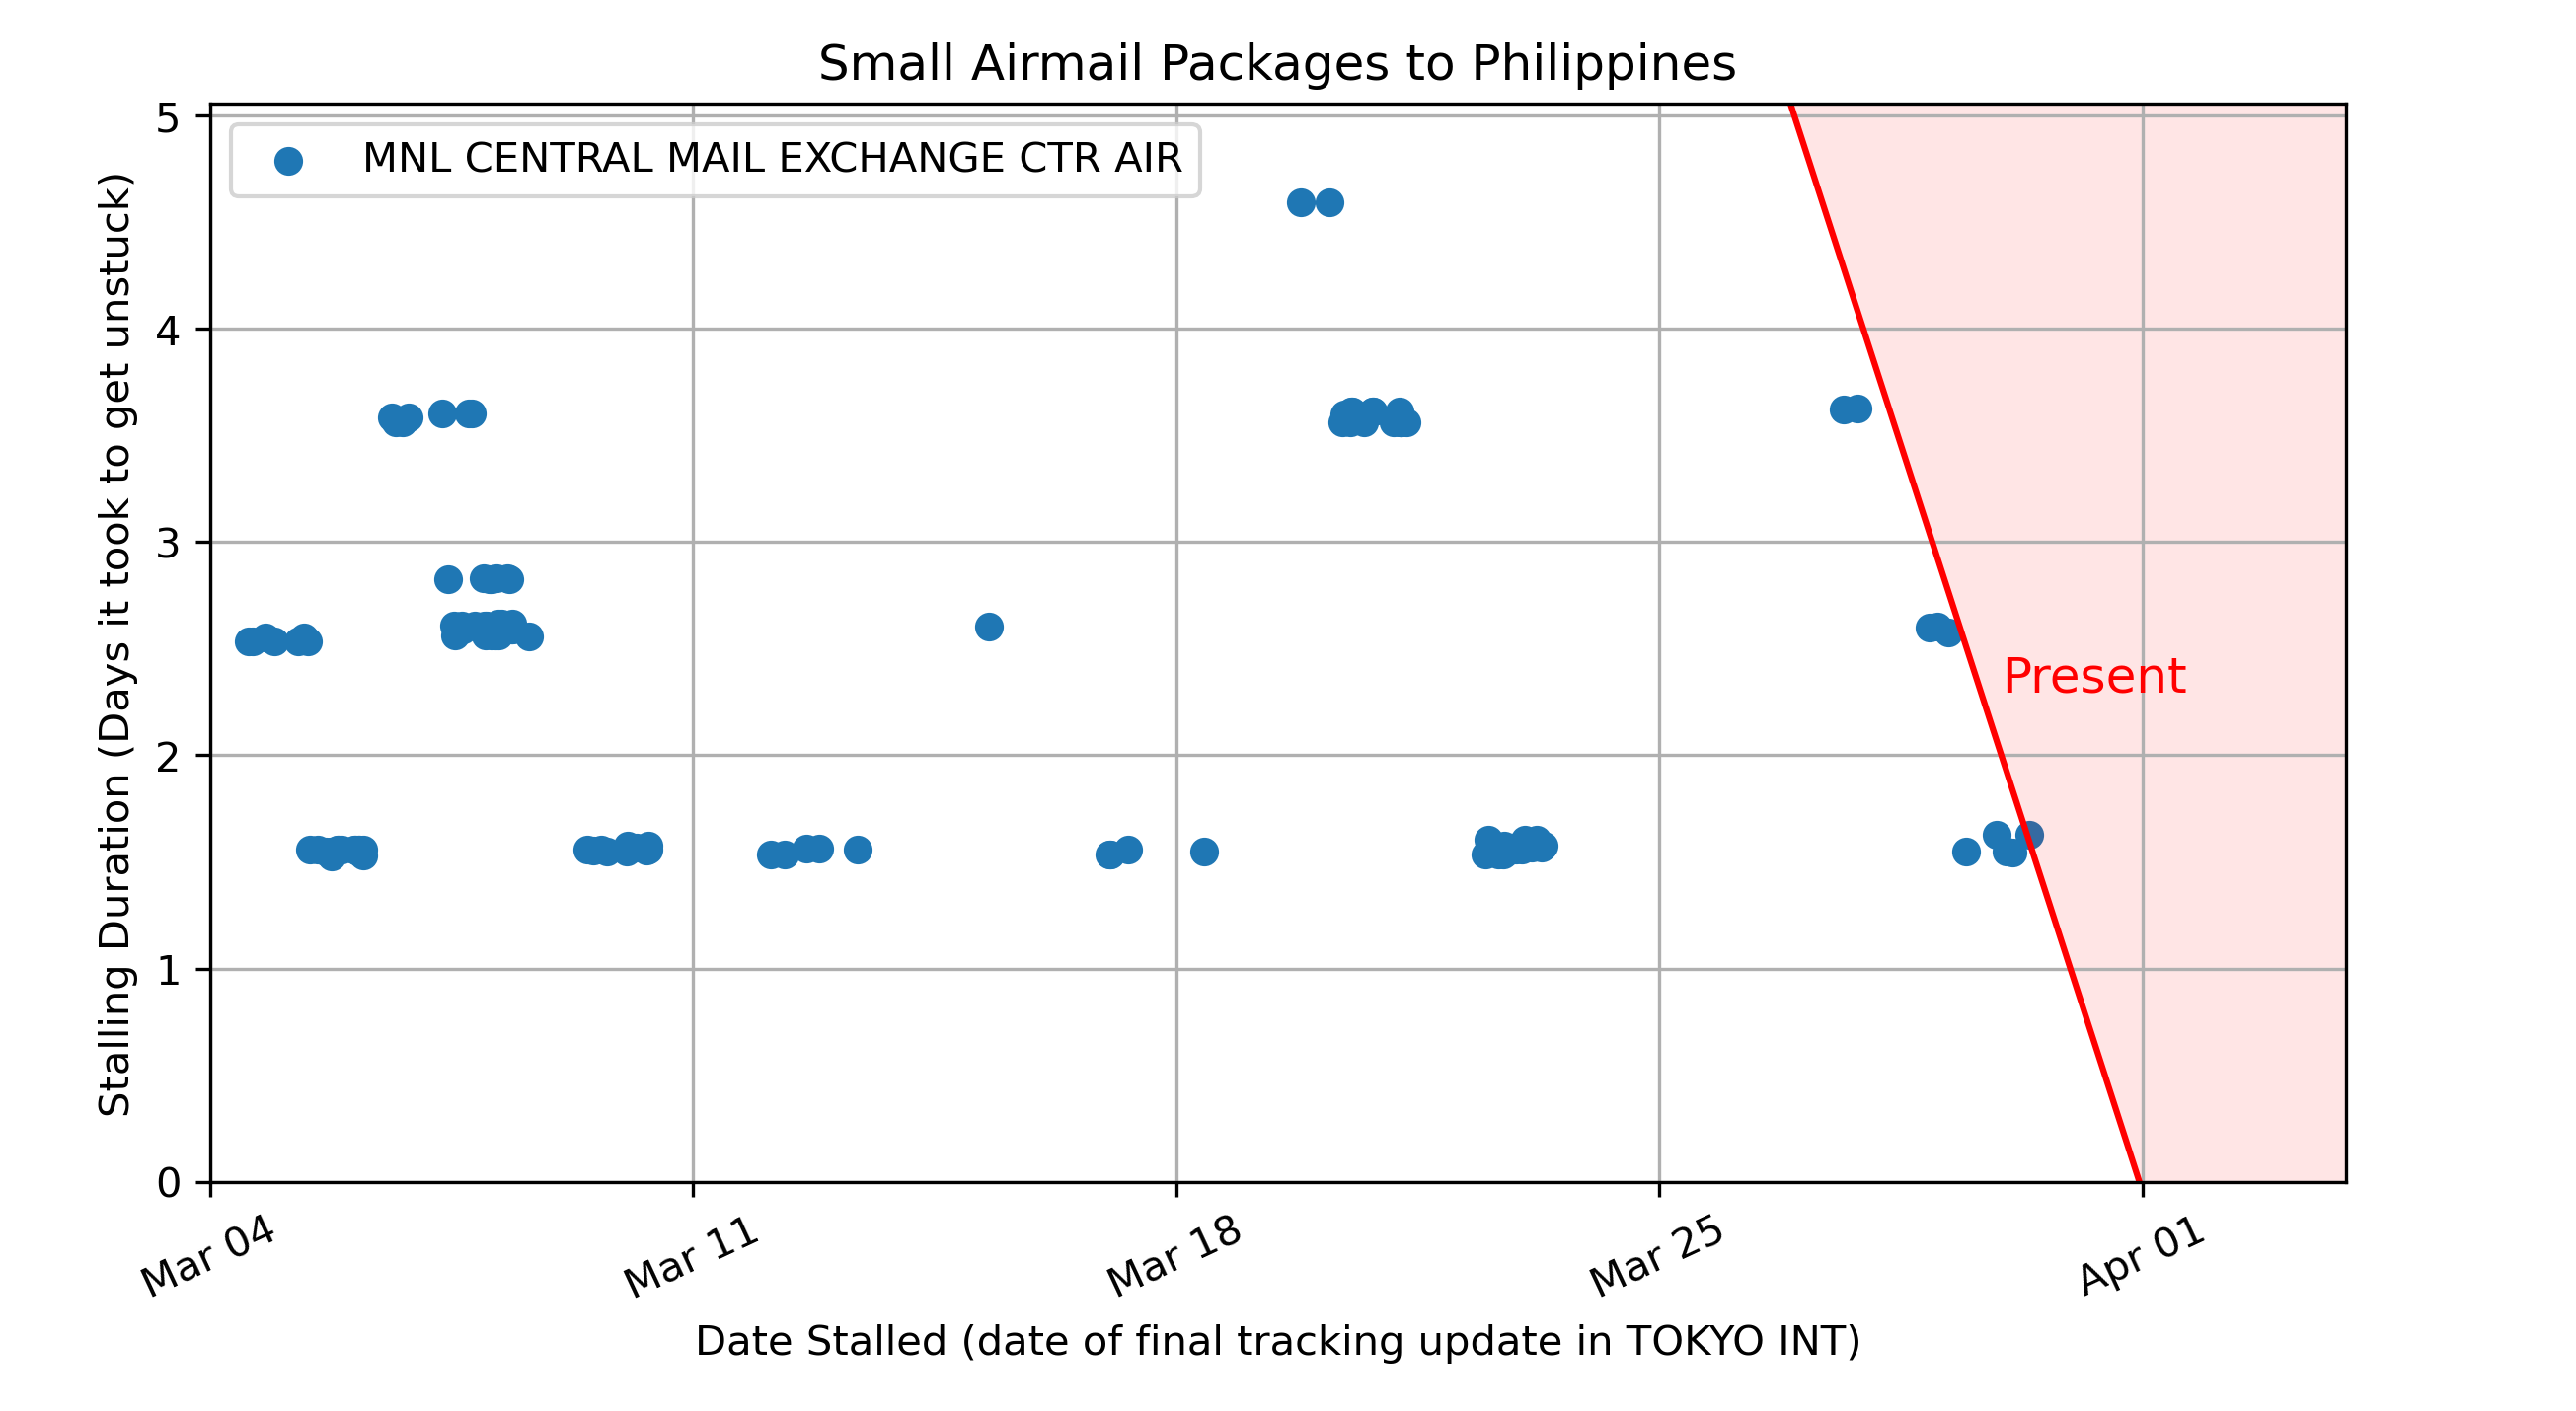 Small Airmail Packages to Philippines
MNL CENTRAL MAIL EXCHANGE CTR AIR
Stalling Duration (Days it took to get unstuck)
5
4
3
2
1
0
Present
Mar 04
Mar 11
Mar 18
Mar 25
Apr 01
Date Stalled (date of final tracking update in TOKYO INT)